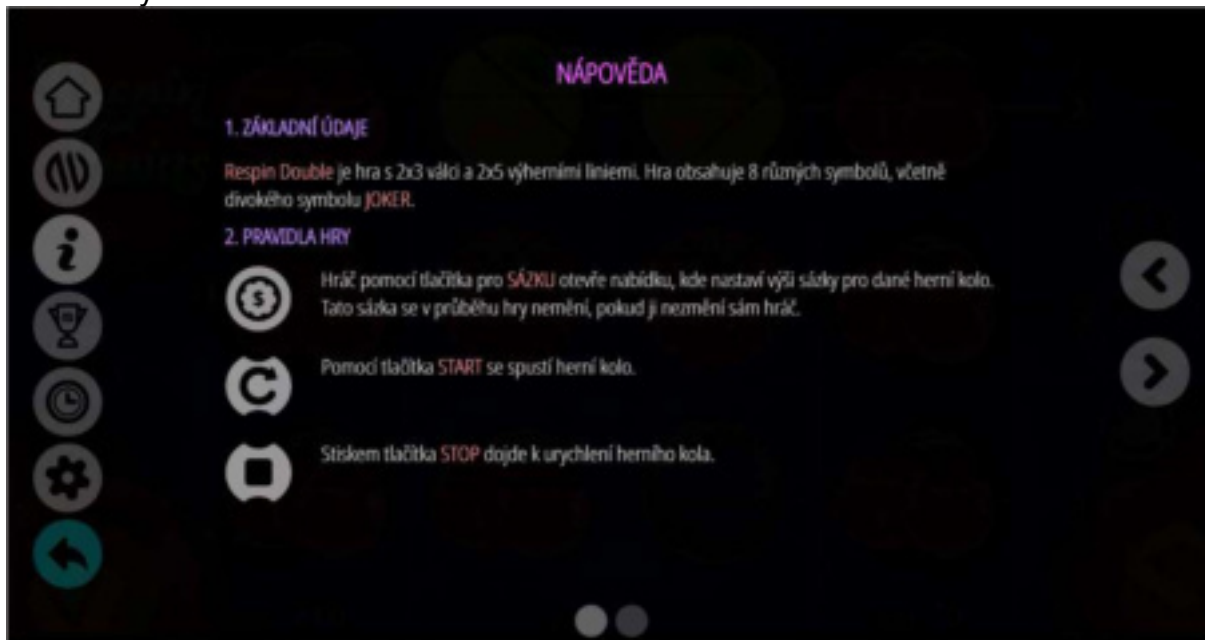 NÁPOVĚDA
1. ZÁKLADNÍ ÚDAJE
Respin Double je hra s 2x3 válci a 2x5 výherními liniemi. Hra obsahuje 8 různých symbolů, včetně
divokého symbolu JOKER.
2. PRAVIDLA HRY
Hráč pomocí tlačítka pro SÁZKU otevře nabídku, kde nastaví výši sázky pro dané herní kolo.
Tato sázka se v průběhu hry nemění, pokud ji nezmění sám hráč.
Pomocí tlačítka START se spustí herní kolo.
Stiskem tlačítka STOP dojde k urychlení herního kola.